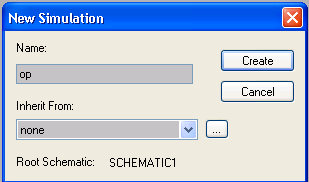 New Simulation
Name:
op
Create
Cancel
Inherit From:
none
...
Root Schematic: SCHEMATIC1